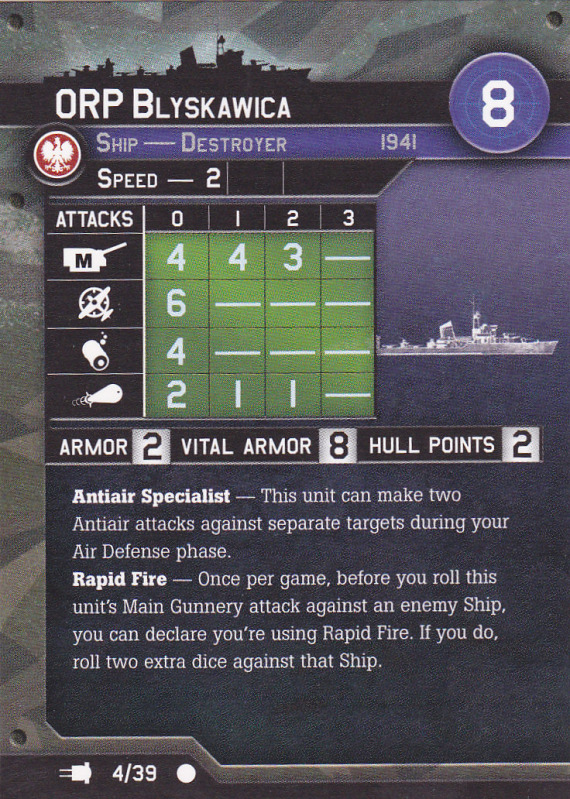 ORP Blyskawica
8
Ship — Destroyer 1941
Speed — 2
ATTACKS 0 1 2 3
M 4 4 3 —
6 — — —
4 — — —
2 1 1 —
ARMOR 2 VITAL ARMOR 8 HULL POINTS 2
Antiair Specialist — This unit can make two
Antiair attacks against separate targets during your
Air Defense phase.
Rapid Fire — Once per game, before you roll this
unit's Main Gunnery attack against an enemy Ship,
you can declare you're using Rapid Fire. If you do,
roll two extra dice against that Ship.
4/39